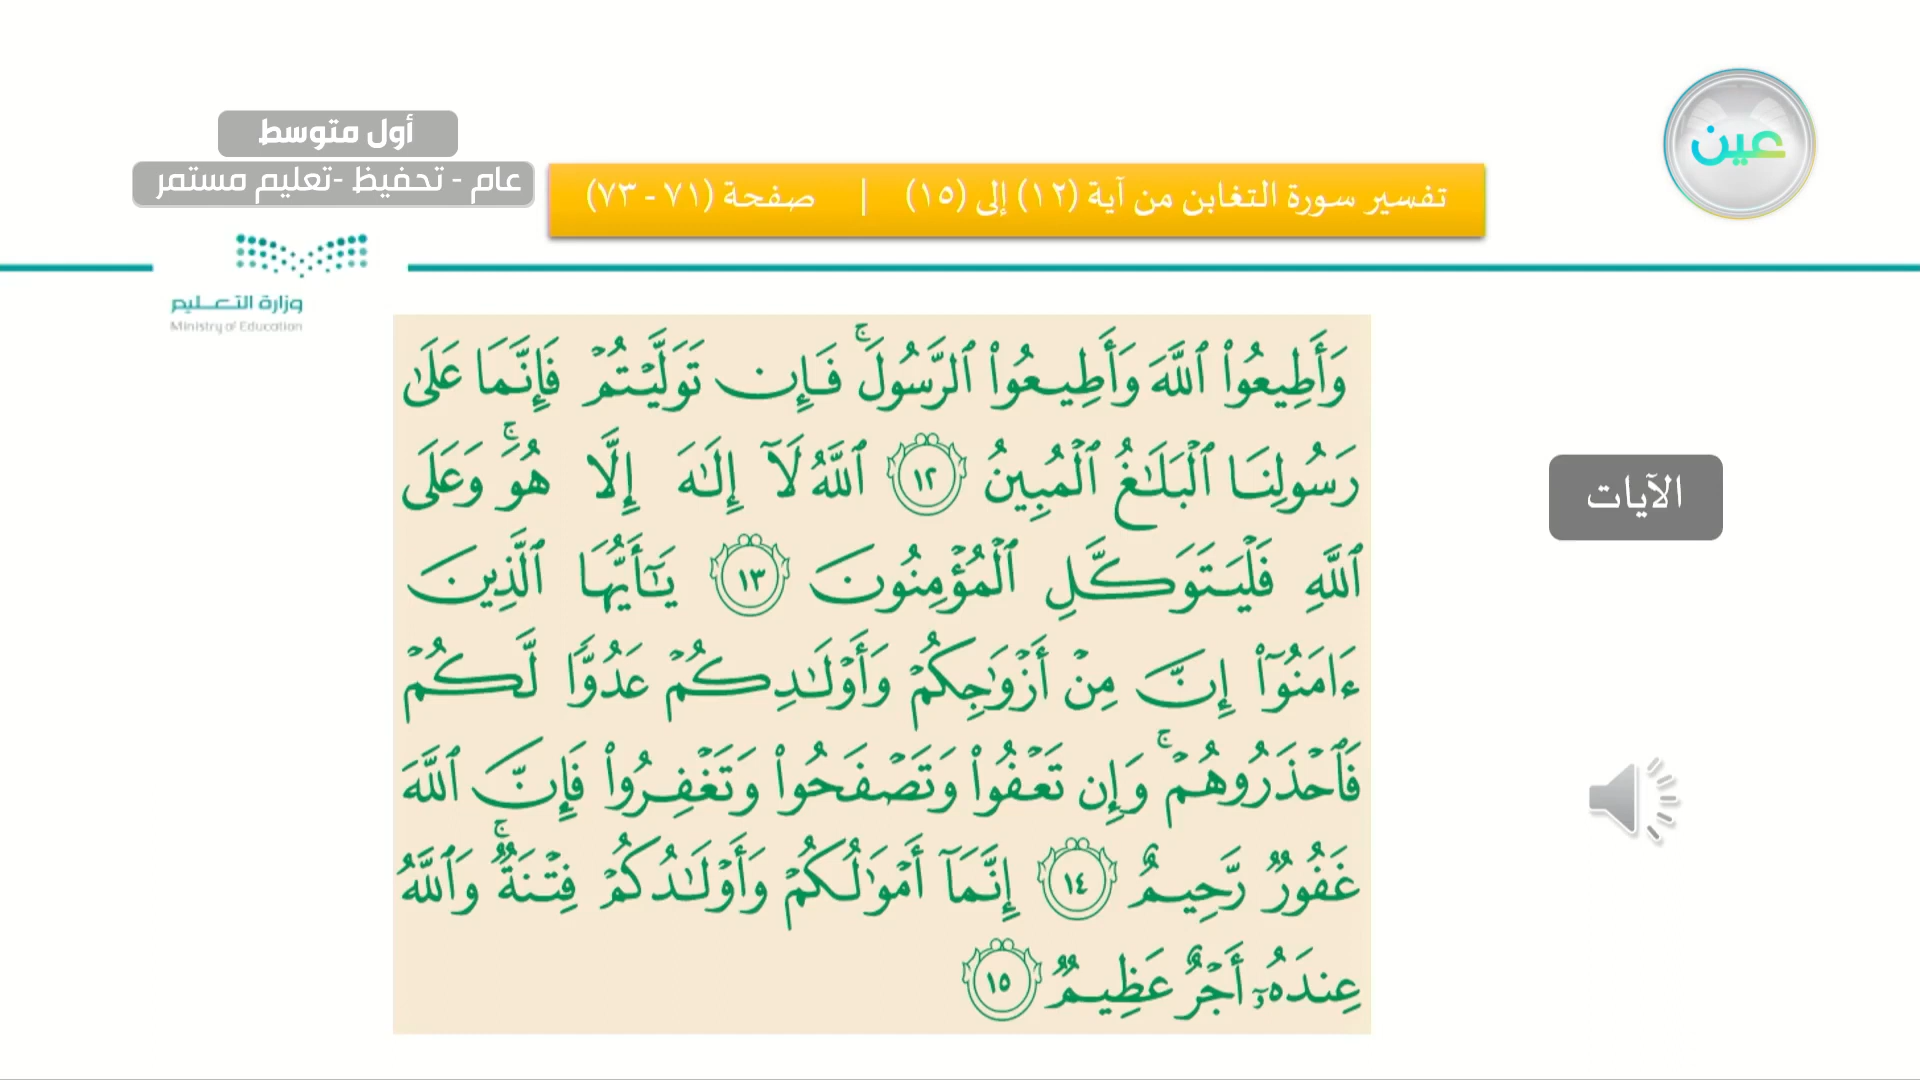 عين
أول متوسط
عام - تحفيظ -تعليم مستمر
تفسير سورة التغابن من آية (١٢) إلى (١٥) | صفحة (٧١ - ٧٣)
وزارة التعليم
Ministry of Education
الآيات
وَأَطِيعُوا۟ ٱللَّهَ وَأَطِيعُوا۟ ٱلرَّسُولَ ۚ فَإِن تَوَلَّيْتُمْ فَإِنَّمَا عَلَىٰ
رَسُولِنَا ٱلْبَلَـٰغُ ٱلْمُبِينُ ١٢ ٱللَّهُ لَآ إِلَـٰهَ إِلَّا هُوَ ۚ وَعَلَى
ٱللَّهِ فَلْيَتَوَكَّلِ ٱلْمُؤْمِنُونَ ١٣ يَـٰٓأَيُّهَا ٱلَّذِينَ
ءَامَنُوٓا۟ إِنَّ مِنْ أَزْوَٰجِكُمْ وَأَوْلَـٰدِكُمْ عَدُوًّا لَّكُمْ
فَٱحْذَرُوهُمْ ۚ وَإِن تَعْفُوا۟ وَتَصْفَحُوا۟ وَتَغْفِرُوا۟ فَإِنَّ ٱللَّهَ
غَفُورٌ رَّحِيمٌ ١٤ إِنَّمَآ أَمْوَٰلُكُمْ وَأَوْلَـٰدُكُمْ فِتْنَةٌ ۚ وَٱللَّهُ
عِندَهُۥٓ أَجْرٌ عَظِيمٌ ١٥